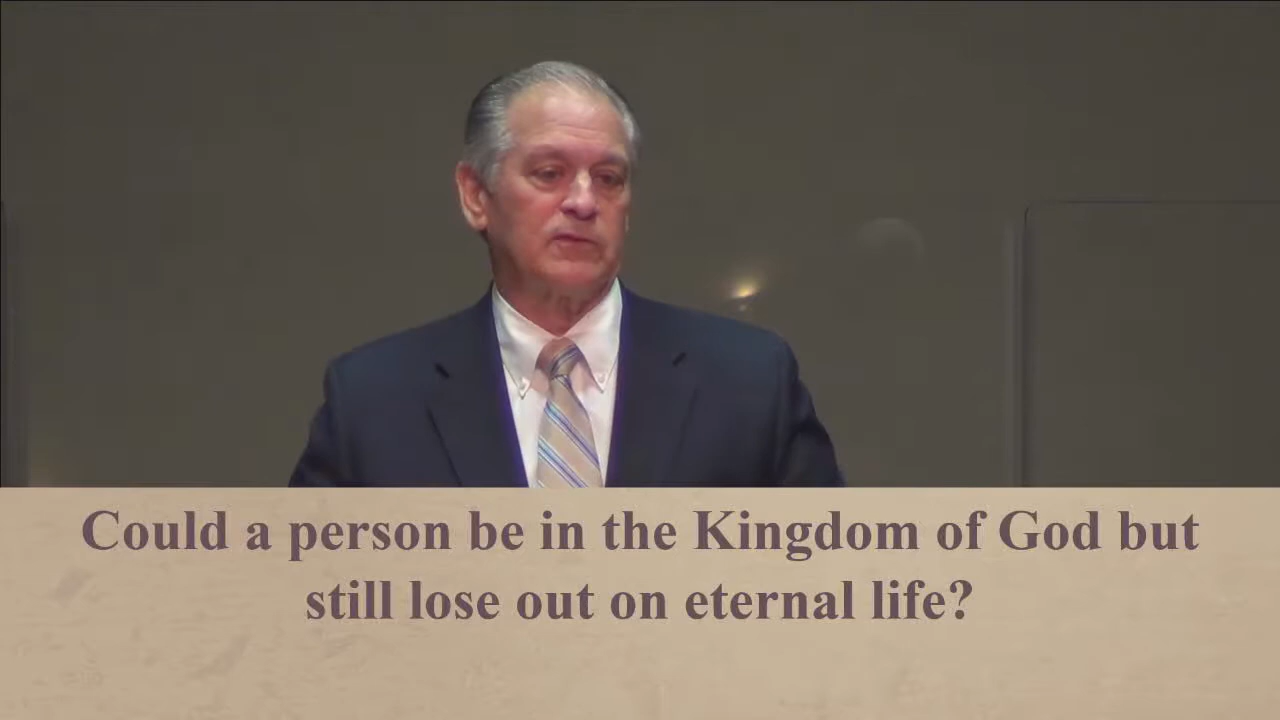 Could a person be in the Kingdom of God but
still lose out on eternal life?